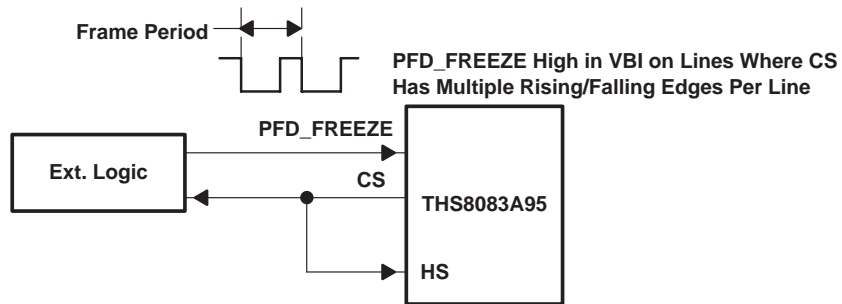 Frame Period
PFD_FREEZE High in VBI on Lines Where CS
Has Multiple Rising/Falling Edges Per Line
PFD_FREEZE
Ext. Logic
CS
THS8083A95
HS